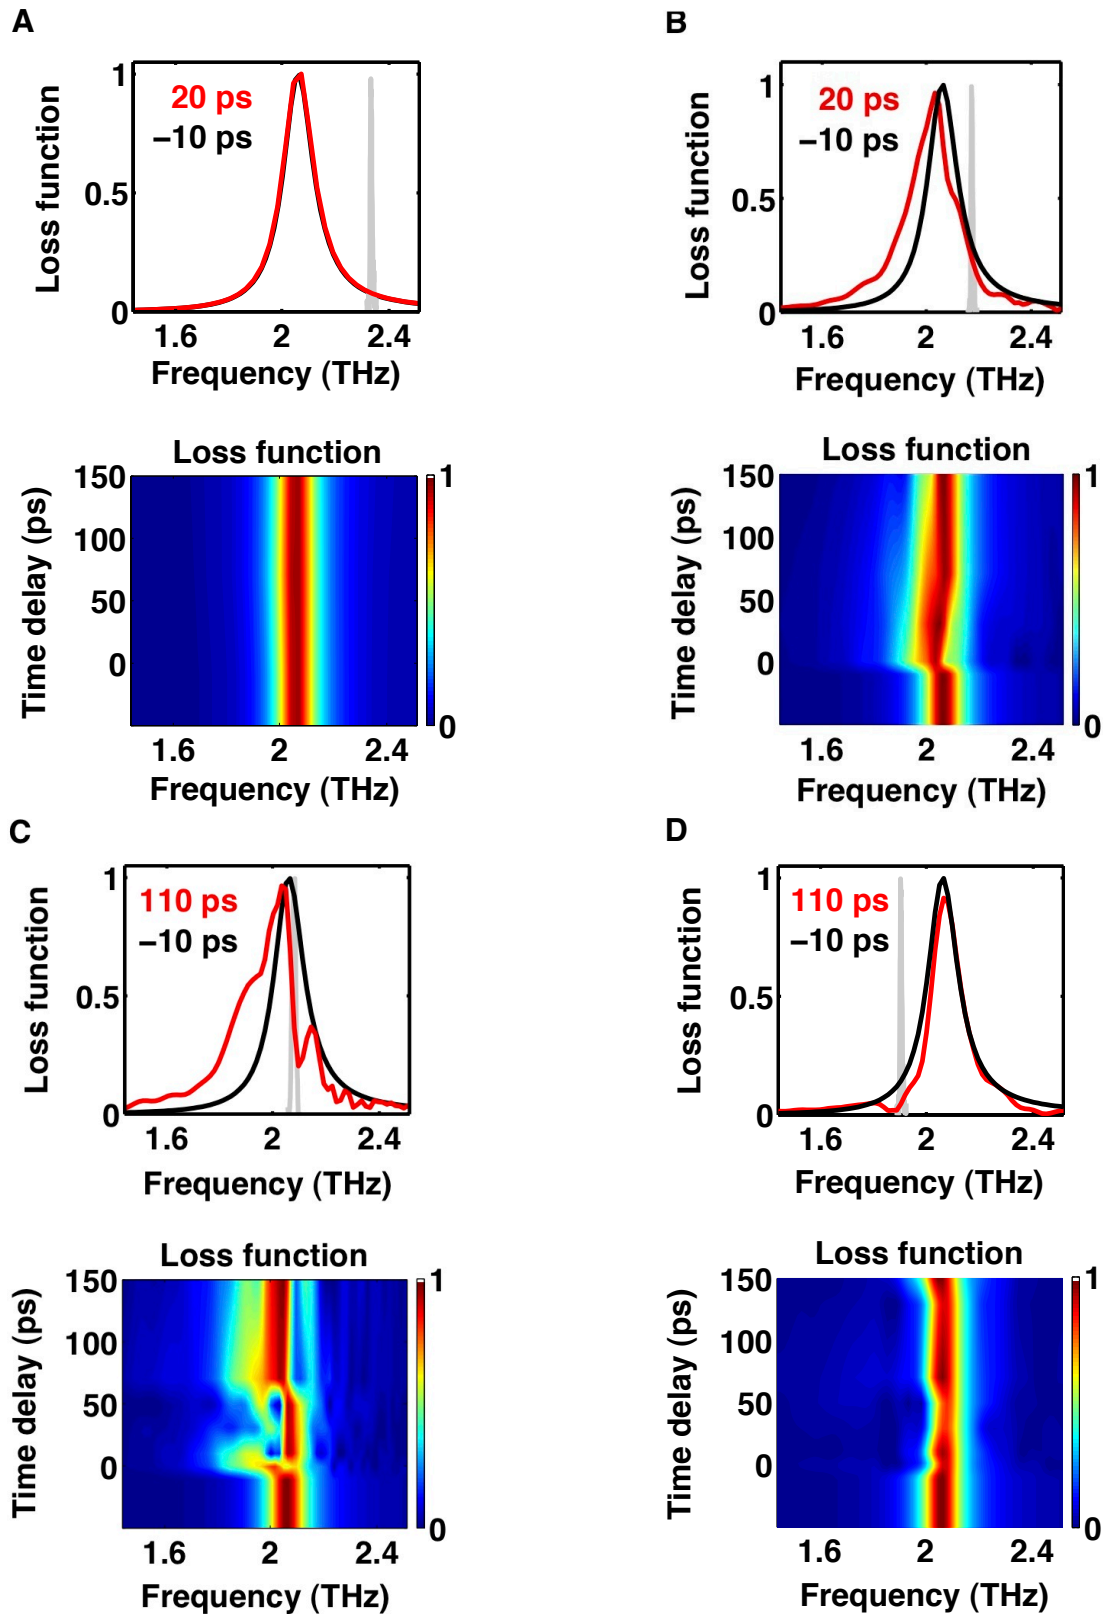 A
1
0.5
0
20 ps
−10 ps
Loss function
1.6 2 2.4
Frequency (THz)
Loss function
150
100
50
0
Time delay (ps)
1
0
1.6 2 2.4
Frequency (THz)
B
1
0.5
0
20 ps
−10 ps
Loss function
1.6 2 2.4
Frequency (THz)
Loss function
150
100
50
0
Time delay (ps)
1
0
1.6 2 2.4
Frequency (THz)
C
1
0.5
0
110 ps
−10 ps
Loss function
1.6 2 2.4
Frequency (THz)
Loss function
150
100
50
0
Time delay (ps)
1
0
1.6 2 2.4
Frequency (THz)
D
1
0.5
0
110 ps
−10 ps
Loss function
1.6 2 2.4
Frequency (THz)
Loss function
150
100
50
0
Time delay (ps)
1
0
1.6 2 2.4
Frequency (THz)